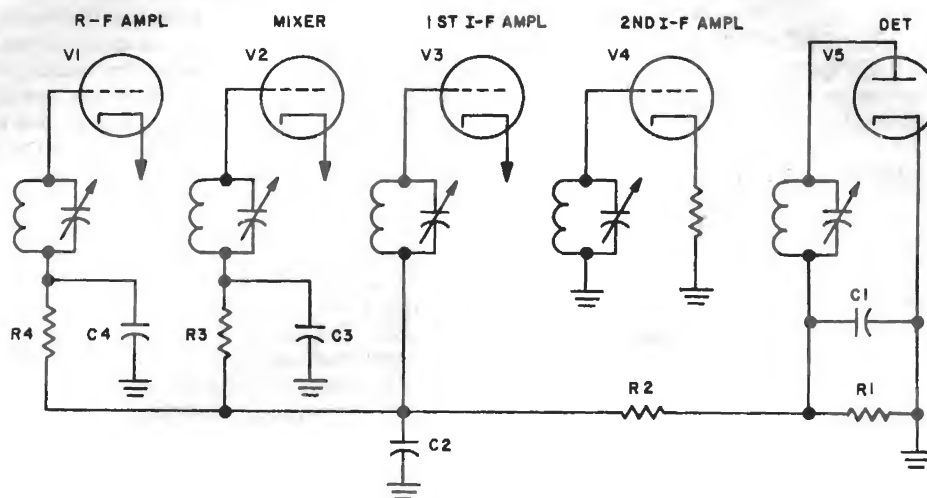 R-F AMPL MIXER 1ST I-F AMPL 2ND I-F AMPL DET
V1 V2 V3 V4 V5
C1
R4 C4 R3 C3
R2 R1
C2